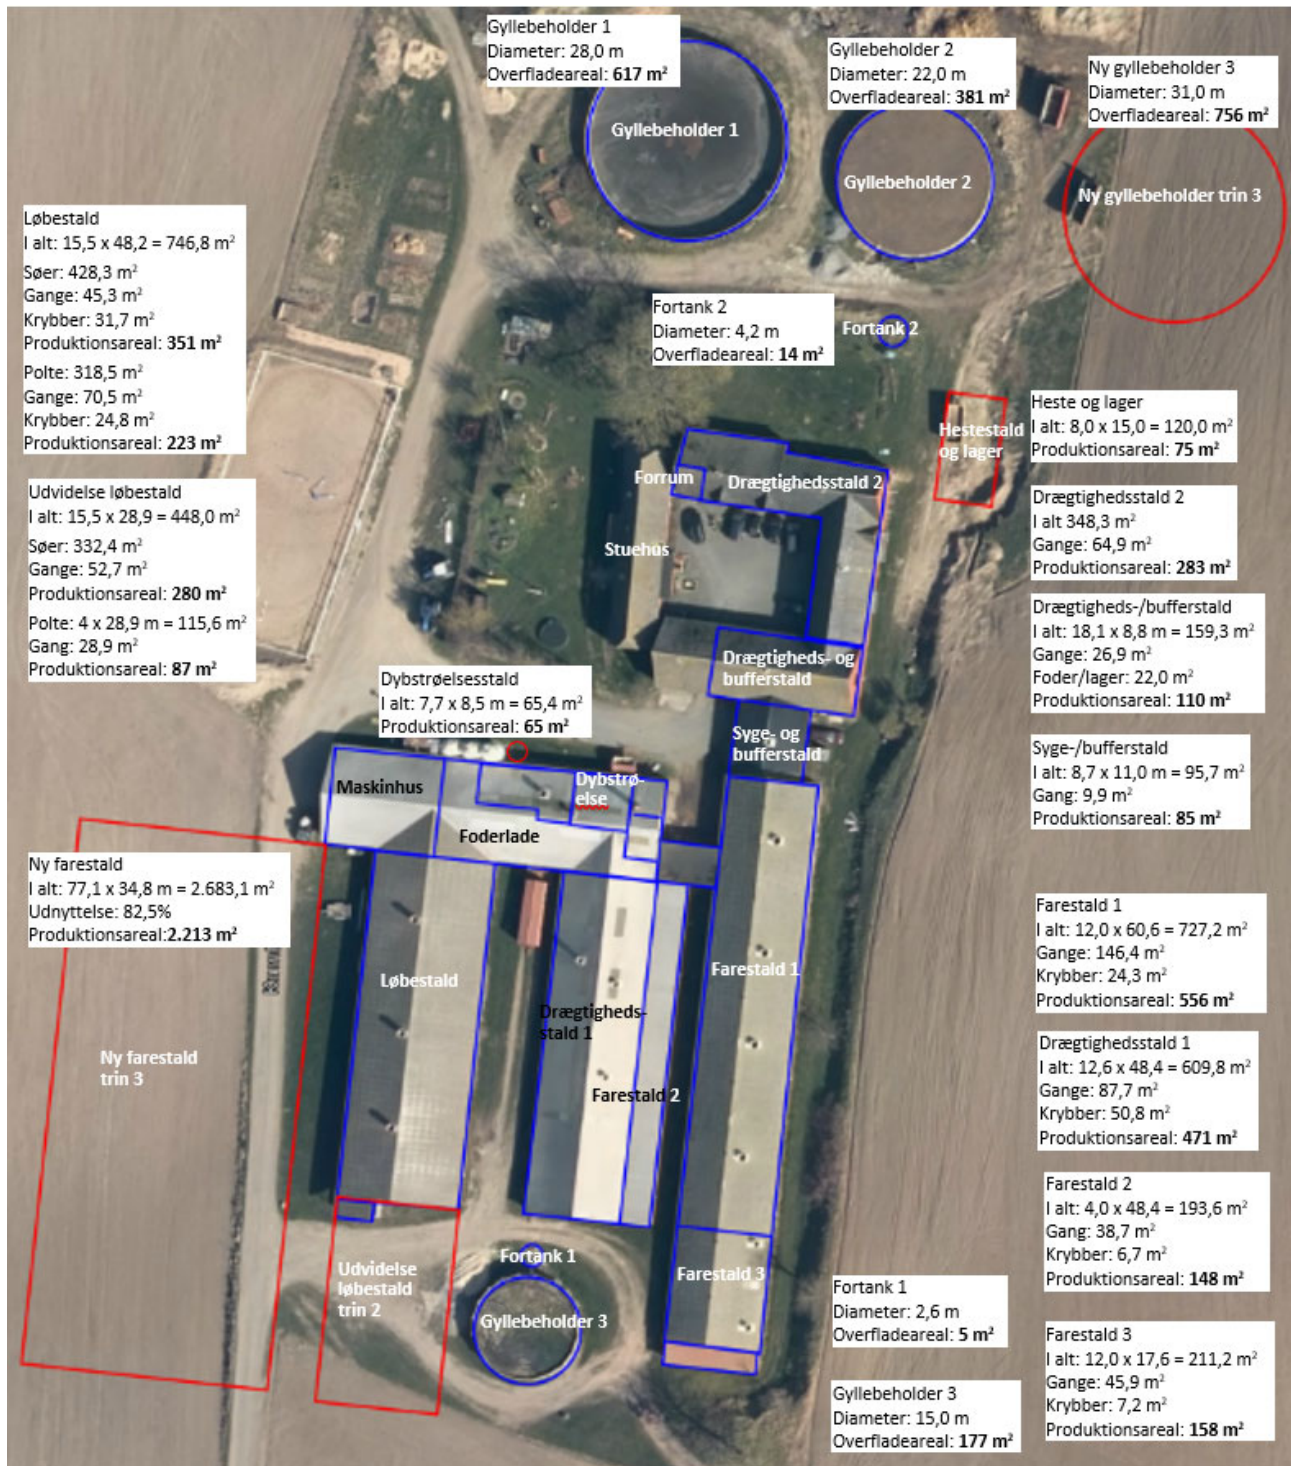 Gyllebeholder 1
Diameter: 28,0 m
Overfladeareal: 617 m²
Gyllebeholder 2
Diameter: 22,0 m
Overfladeareal: 381 m²
Ny gyllebeholder 3
Diameter: 31,0 m
Overfladeareal: 756 m²
Gyllebeholder 1
Gyllebeholder 2
Ny gyllebeholder trin 3
Løbestald
I alt: 15,5 x 48,2 = 746,8 m²
Søer: 428,3 m²
Gange: 45,3 m²
Krybber: 31,7 m²
Produktionsareal: 351 m²
Polte: 318,5 m²
Gange: 70,5 m²
Krybber: 24,8 m²
Produktionsareal: 223 m²
Fortank 2
Diameter: 4,2 m
Overfladeareal: 14 m²
Fortank 2
Heste og lager
I alt: 8,0 x 15,0 = 120,0 m²
Produktionsareal: 75 m²
Hestestald
og lager
Forrum
Drægtighedsstald 2
Stuehus
Udvidelse løbestald
I alt: 15,5 x 28,9 = 448,0 m²
Søer: 332,4 m²
Gange: 52,7 m²
Produktionsareal: 280 m²
Polte: 4 x 28,9 m = 115,6 m²
Gang: 28,9 m²
Produktionsareal: 87 m²
Drægtighedsstald 2
I alt 348,3 m²
Gange: 64,9 m²
Produktionsareal: 283 m²
Drægtigheds-/bufferstald
I alt: 18,1 x 8,8 m = 159,3 m²
Gange: 26,9 m²
Foder/lager: 22,0 m²
Produktionsareal: 110 m²
Drægtigheds- og
bufferstald
Dybstrøelsesstald
I alt: 7,7 x 8,5 m = 65,4 m²
Produktionsareal: 65 m²
Syge- og
bufferstald
Syge-/bufferstald
I alt: 8,7 x 11,0 m = 95,7 m²
Gang: 9,9 m²
Produktionsareal: 85 m²
Maskinhus
Dybstrø-
else
Foderlade
Ny farestald
I alt: 77,1 x 34,8 m = 2.683,1 m²
Udnyttelse: 82,5%
Produktionsareal:2.213 m²
Farestald 1
I alt: 12,0 x 60,6 = 727,2 m²
Gange: 146,4 m²
Krybber: 24,3 m²
Produktionsareal: 556 m²
Løbestald
Farestald 1
Drægtigheds-
stald 1
Ny farestald
trin 3
Farestald 2
Drægtighedsstald 1
I alt: 12,6 x 48,4 = 609,8 m²
Gange: 87,7 m²
Krybber: 50,8 m²
Produktionsareal: 471 m²
Farestald 2
I alt: 4,0 x 48,4 = 193,6 m²
Gang: 38,7 m²
Krybber: 6,7 m²
Produktionsareal: 148 m²
Udvidelse
løbestald
trin 2
Fortank 1
Gyllebeholder 3
Farestald 3
Fortank 1
Diameter: 2,6 m
Overfladeareal: 5 m²
Gyllebeholder 3
Diameter: 15,0 m
Overfladeareal: 177 m²
Farestald 3
I alt: 12,0 x 17,6 = 211,2 m²
Gange: 45,9 m²
Krybber: 7,2 m²
Produktionsareal: 158 m²